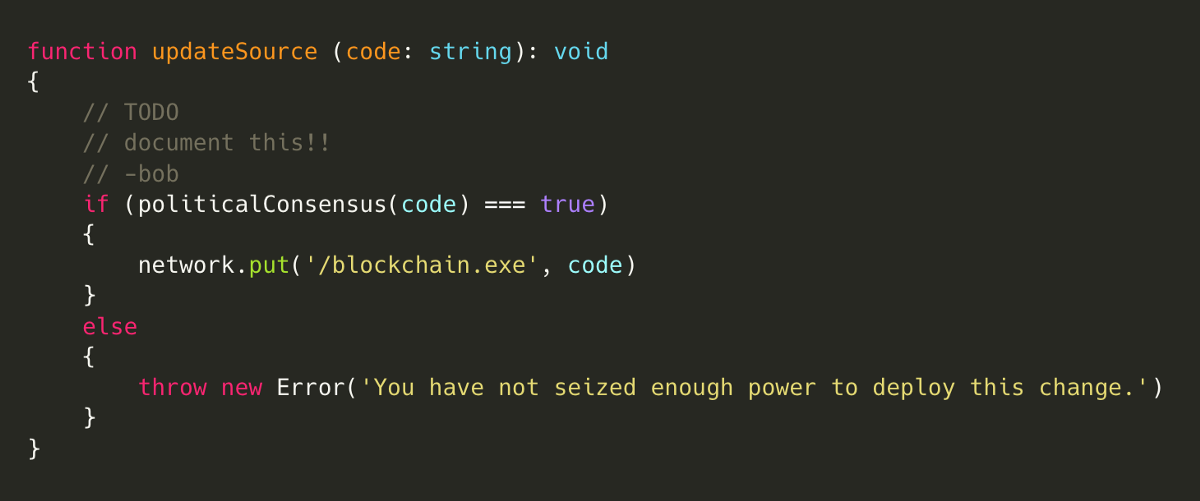 function updateSource (code: string): void
{
    // TODO
    // document this!!
    // -bob
    if (politicalConsensus(code) === true)
    {
        network.put('/blockchain.exe', code)
    }
    else
    {
        throw new Error('You have not seized enough power to deploy this change.')
    }
}